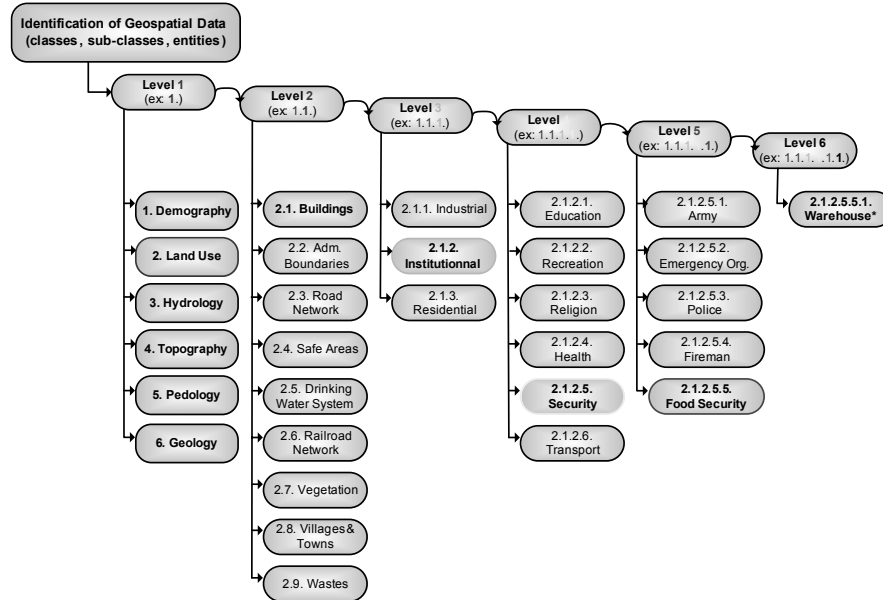 Identification of Geospatial Data
(classes, sub-classes, entities)
Level 1
(ex: 1.)
Level 2
(ex: 1.1.)
Level 3
(ex: 1.1.1.)
Level
(ex: 1.1.1. .)
Level 5
(ex: 1.1.1. .1.)
Level 6
(ex: 1.1.1. .1.1.)
1. Demography
2. Land Use
3. Hydrology
4. Topography
5. Pedology
6. Geology
2.1. Buildings
2.2. Adm.
Boundaries
2.3. Road
Network
2.4. Safe Areas
2.5. Drinking
Water System
2.6. Railroad
Network
2.7. Vegetation
2.8. Villages&
Towns
2.9. Wastes
2.1.1. Industrial
2.1.2.
Institutionnal
2.1.3.
Residential
2.1.2.1.
Education
2.1.2.2.
Recreation
2.1.2.3.
Religion
2.1.2.4.
Health
2.1.2.5.
Security
2.1.2.6.
Transport
2.1.2.5.1.
Army
2.1.2.5.2.
Emergency Org.
2.1.2.5.3.
Police
2.1.2.5.4.
Fireman
2.1.2.5.5.
Food Security
2.1.2.5.5.1.
Warehouse*